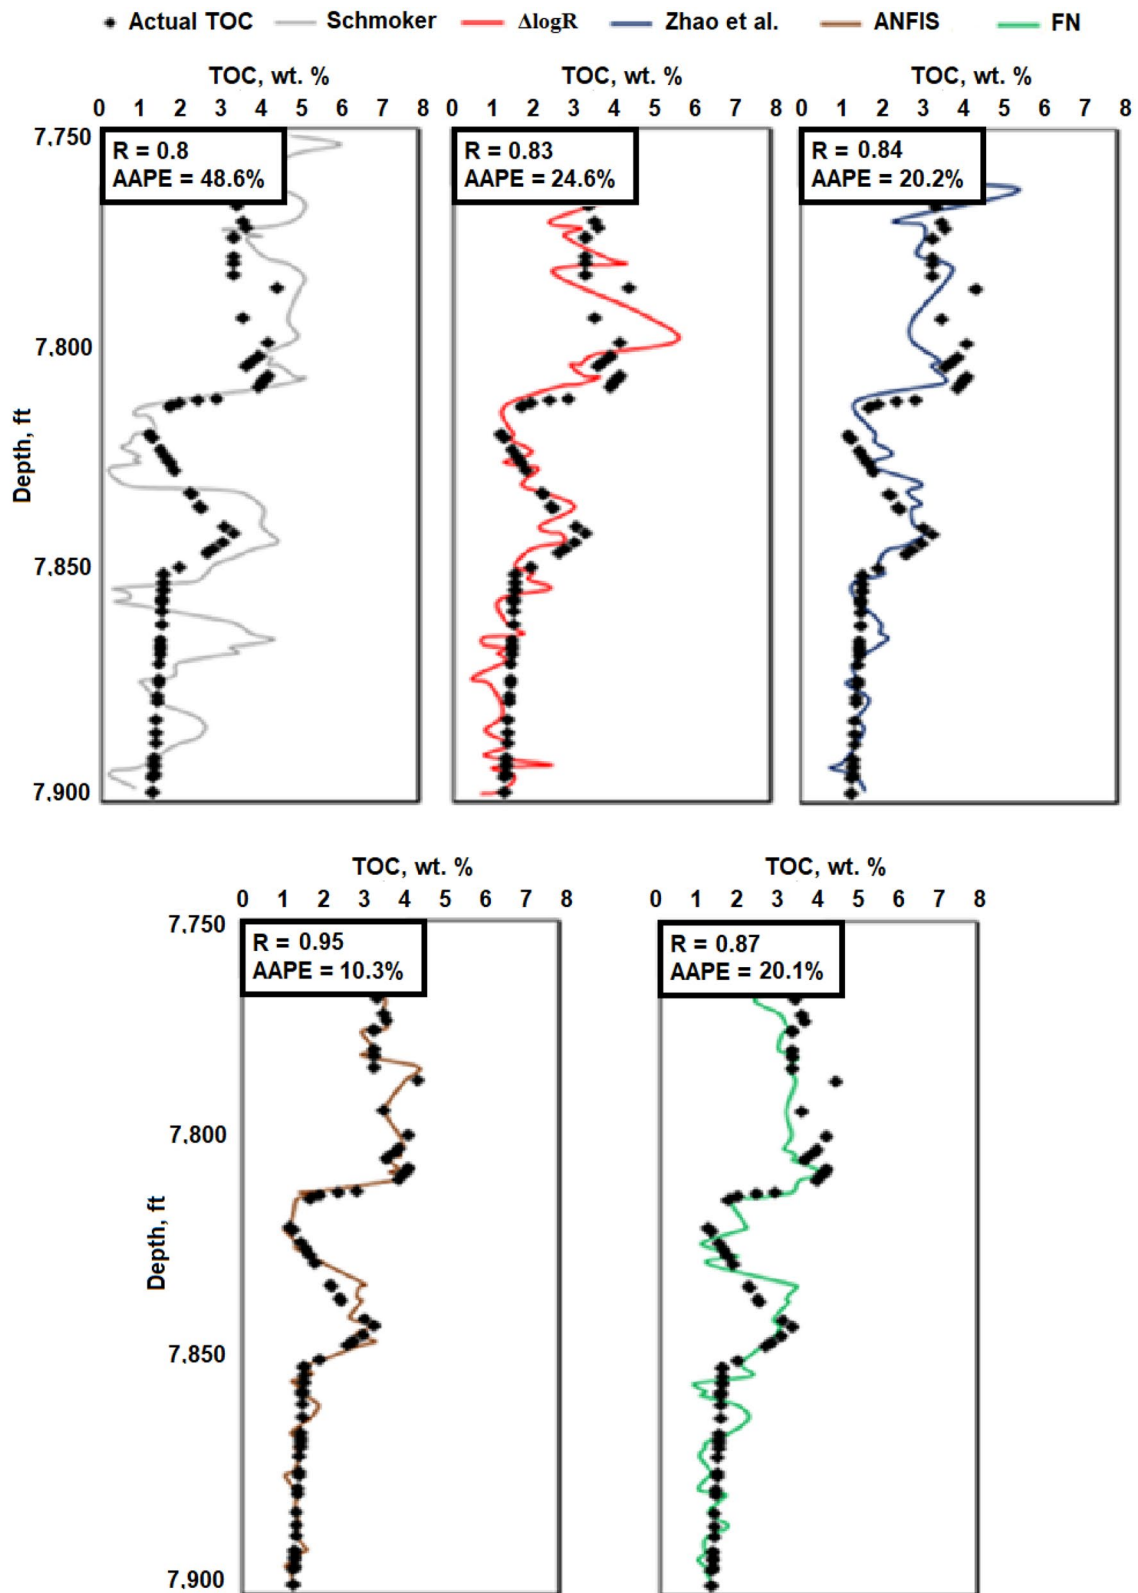 Actual TOC Schmoker ΔlogR Zhao et al. ANFIS FN
TOC, wt. % TOC, wt. % TOC, wt. %
0 1 2 3 4 5 6 7 8 0 1 2 3 4 5 6 7 8 0 1 2 3 4 5 6 7 8
7,750
R = 0.8
AAPE = 48.6%
R = 0.83
AAPE = 24.6%
R = 0.84
AAPE = 20.2%
7,800
Depth, ft
7,850
7,900
TOC, wt. % TOC, wt. %
0 1 2 3 4 5 6 7 8 0 1 2 3 4 5 6 7 8
7,750
R = 0.95
AAPE = 10.3%
R = 0.87
AAPE = 20.1%
7,800
Depth, ft
7,850
7,900